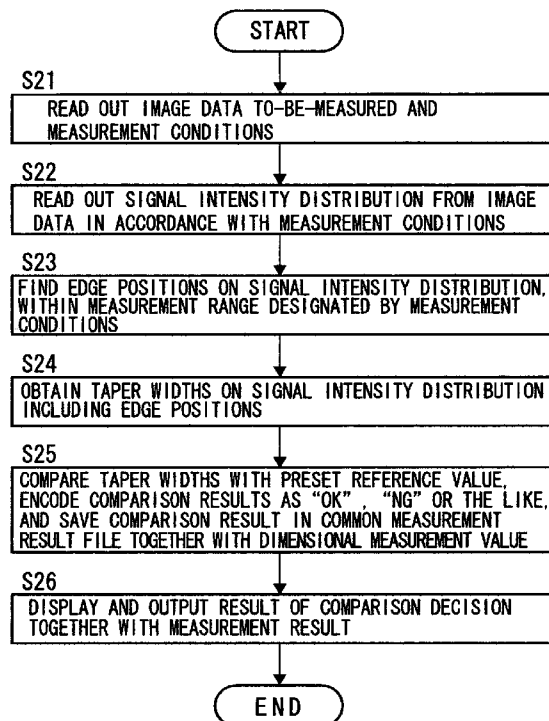 START
S21
READ OUT IMAGE DATA TO-BE-MEASURED AND
MEASUREMENT CONDITIONS
S22
READ OUT SIGNAL INTENSITY DISTRIBUTION FROM IMAGE
DATA IN ACCORDANCE WITH MEASUREMENT CONDITIONS
S23
FIND EDGE POSITIONS ON SIGNAL INTENSITY DISTRIBUTION,
WITHIN MEASUREMENT RANGE DESIGNATED BY MEASUREMENT
CONDITIONS
S24
OBTAIN TAPER WIDTHS ON SIGNAL INTENSITY DISTRIBUTION
INCLUDING EDGE POSITIONS
S25
COMPARE TAPER WIDTHS WITH PRESET REFERENCE VALUE,
ENCODE COMPARISON RESULTS AS “OK”, “NG” OR THE LIKE,
AND SAVE COMPARISON RESULT IN COMMON MEASUREMENT
RESULT FILE TOGETHER WITH DIMENSIONAL MEASUREMENT VALUE
S26
DISPLAY AND OUTPUT RESULT OF COMPARISON DECISION
TOGETHER WITH MEASUREMENT RESULT
END